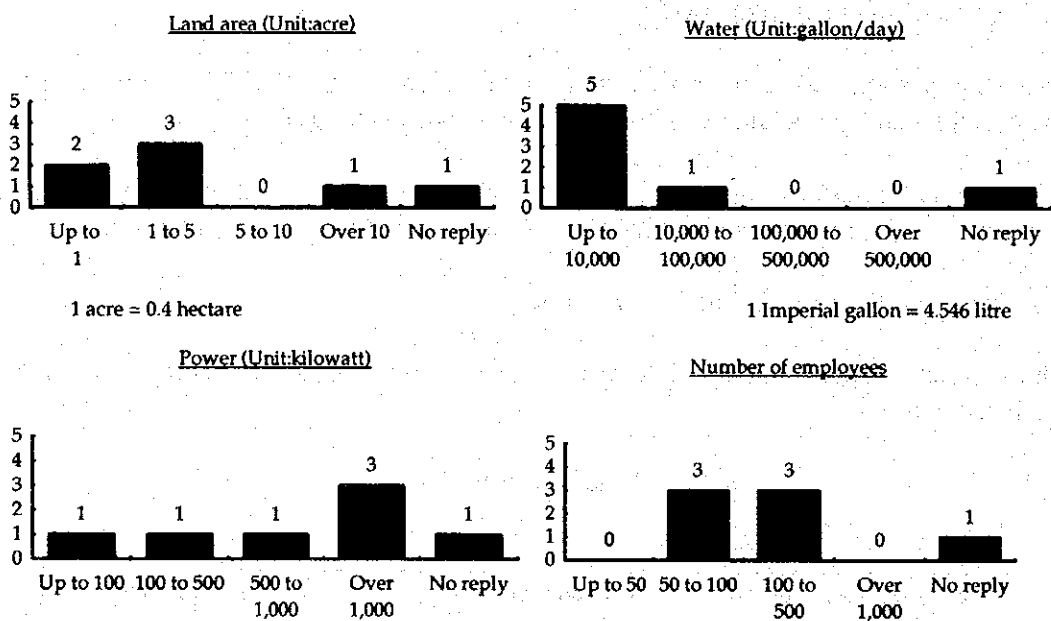 Land area (Unit:acre)
5
4
3
2
1
0
2
3
0
1
1
Up to 1
1 to 5
5 to 10
Over 10
No reply
1 acre = 0.4 hectare
Water (Unit:gallon/day)
5
4
3
2
1
0
5
1
0
0
1
Up to 10,000
10,000 to 100,000
100,000 to 500,000
Over 500,000
No reply
1 Imperial gallon = 4.546 litre
Power (Unit:kilowatt)
5
4
3
2
1
0
1
1
1
3
1
Up to 100
100 to 500
500 to 1,000
Over 1,000
No reply
Number of employees
5
4
3
2
1
0
0
3
3
0
1
Up to 50
50 to 100
100 to 500
Over 1,000
No reply